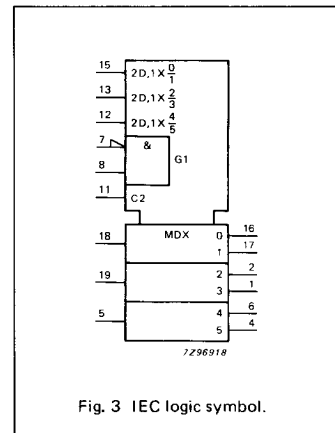 15 2D,1X 0/1
13 2D,1X 2/3
12 2D,1X 4/5
7 &
G1
8
11 C2
18 MDX 0 16
1 17
19 2 2
3 1
5 4 6
5 4
7Z96918
Fig. 3 IEC logic symbol.